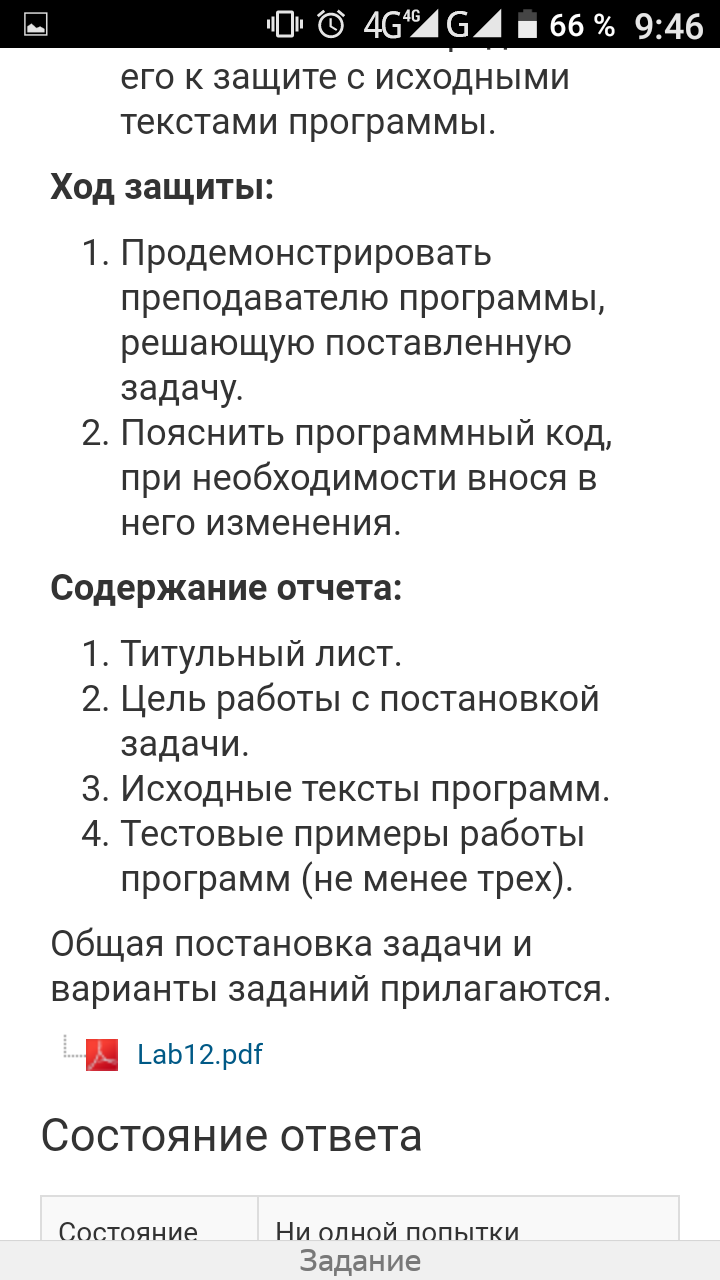 4G 4G G 66 % 9:46
его к защите с исходными
текстами программы.
Ход защиты:
1. Продемонстрировать
преподавателю программы,
решающую поставленную
задачу.
2. Пояснить программный код,
при необходимости внося в
него изменения.
Содержание отчета:
1. Титульный лист.
2. Цель работы с постановкой
задачи.
3. Исходные тексты программ.
4. Тестовые примеры работы
программ (не менее трех).
Общая постановка задачи и
варианты заданий прилагаются.
Lab12.pdf
Состояние ответа
Состояние Ни одной попытки
Задание